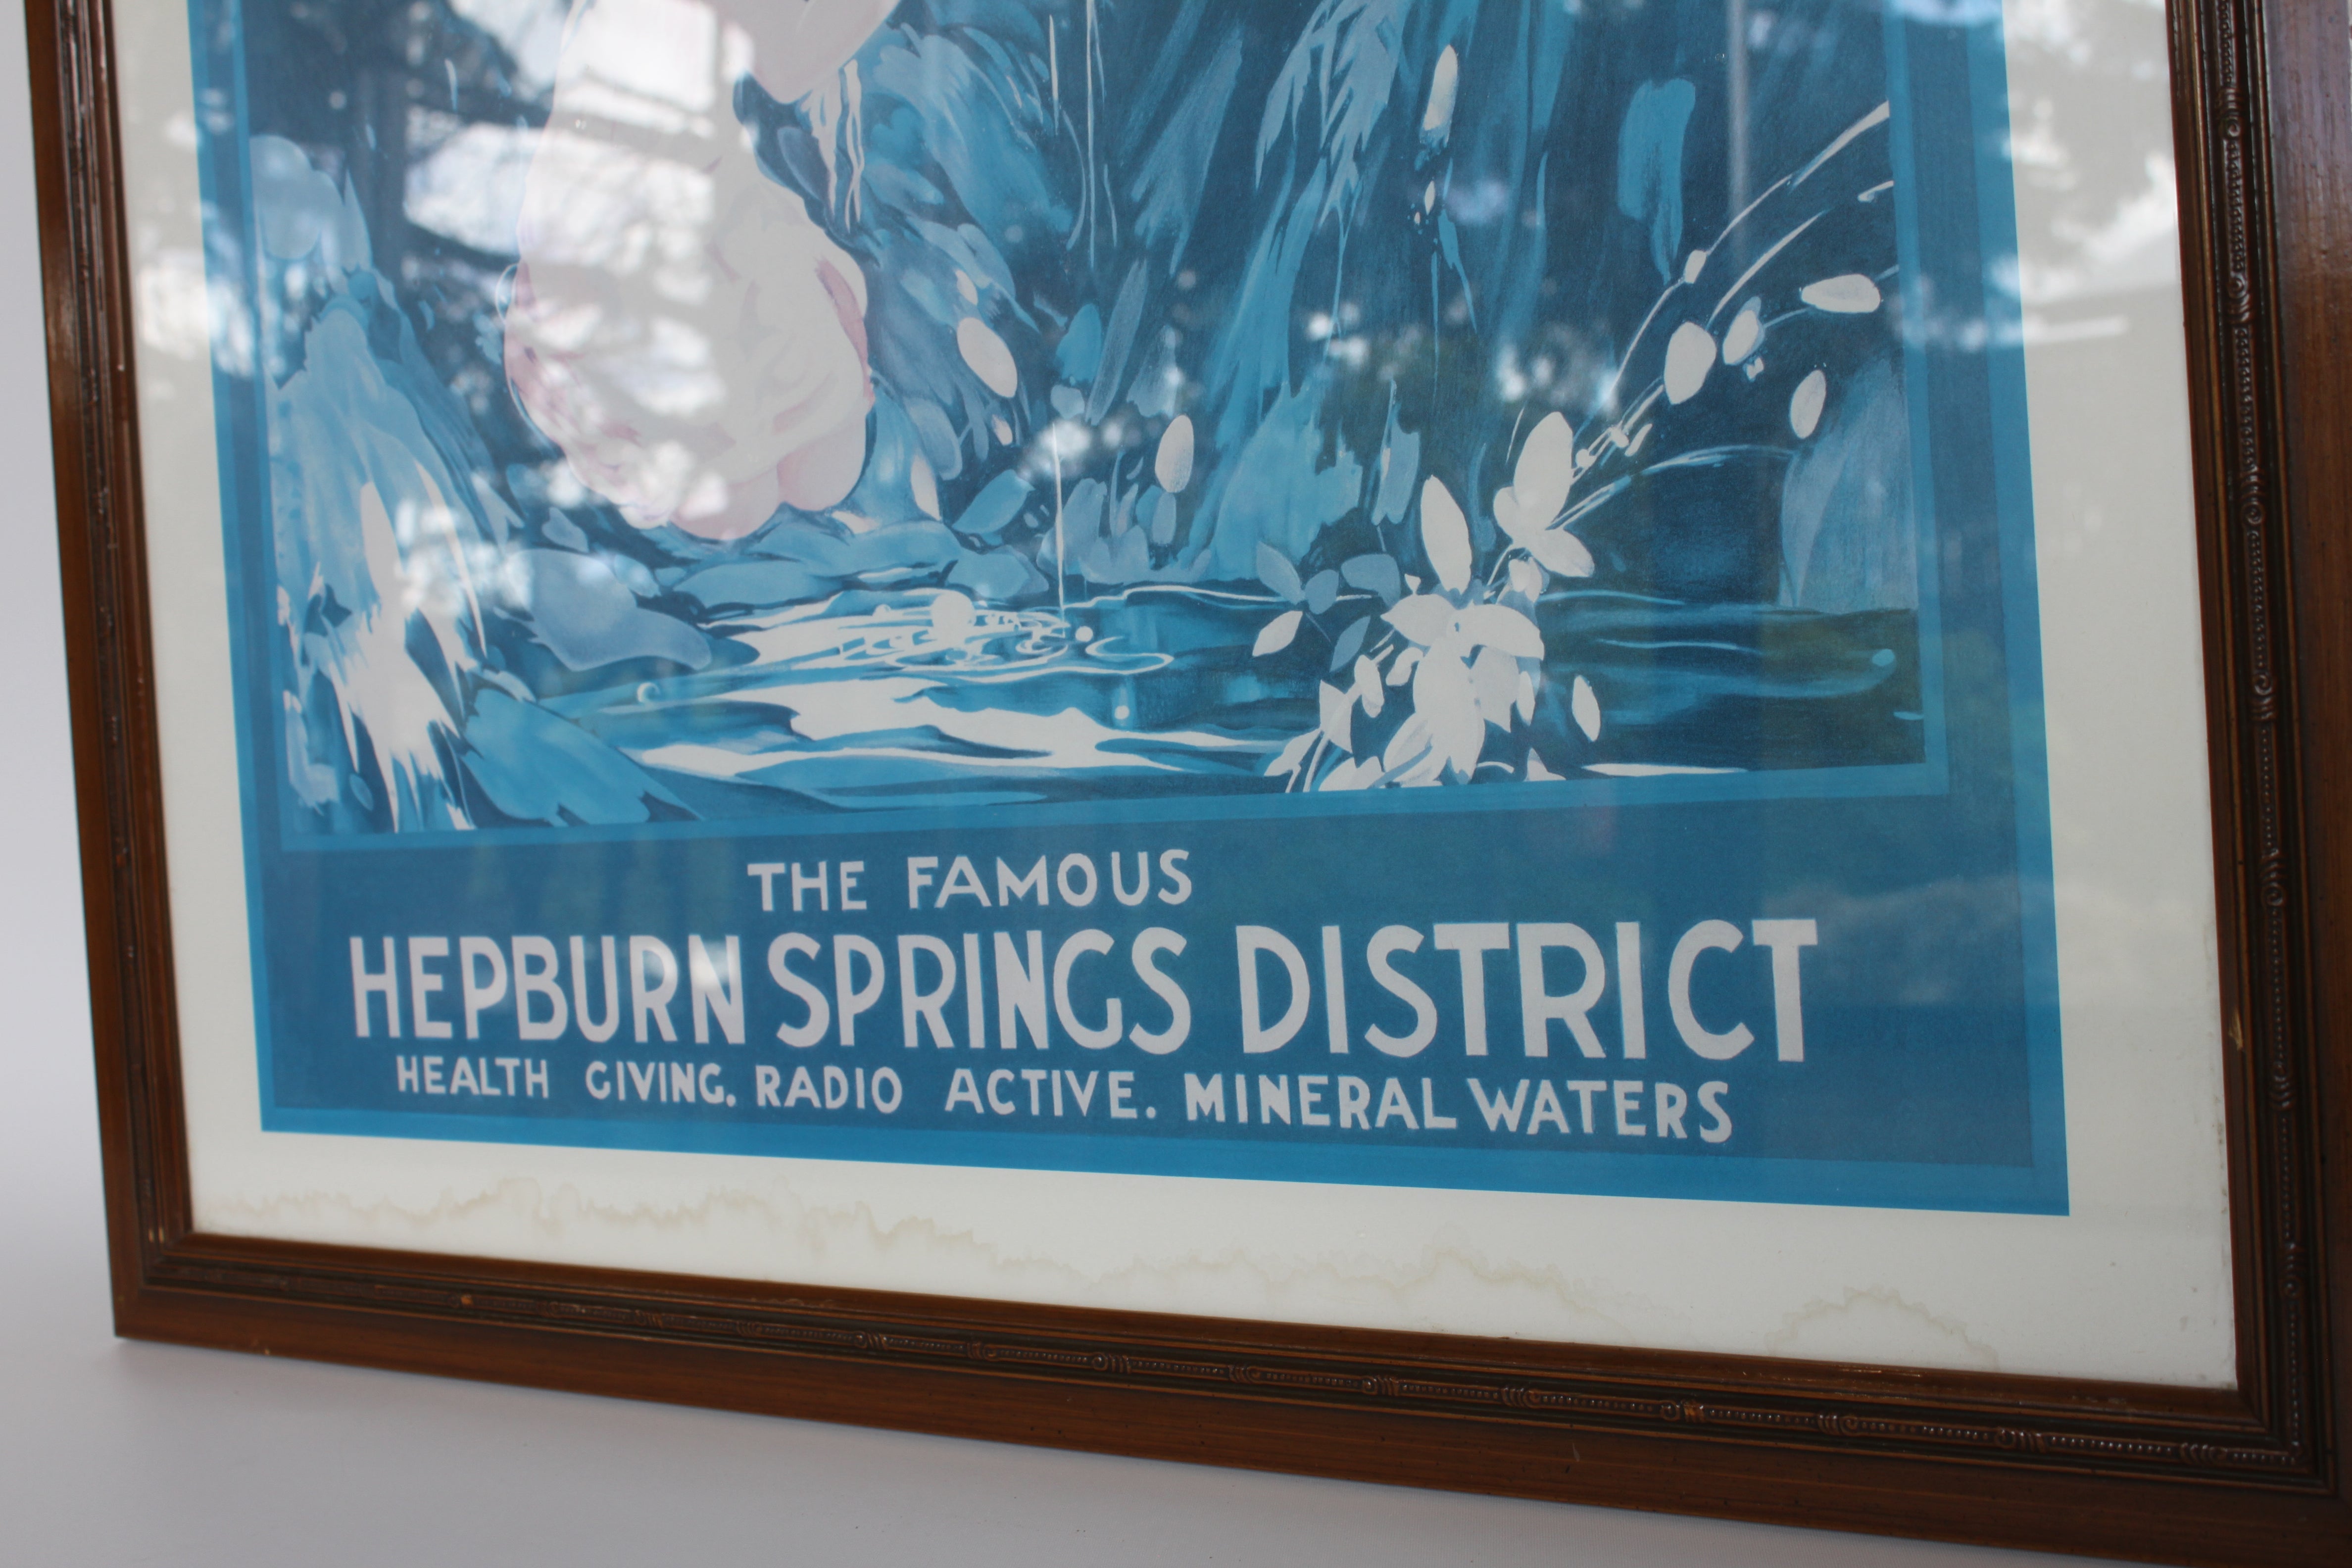 THE FAMOUS
HEPBURN SPRINGS DISTRICT
HEALTH GIVING. RADIO ACTIVE. MINERAL WATERS